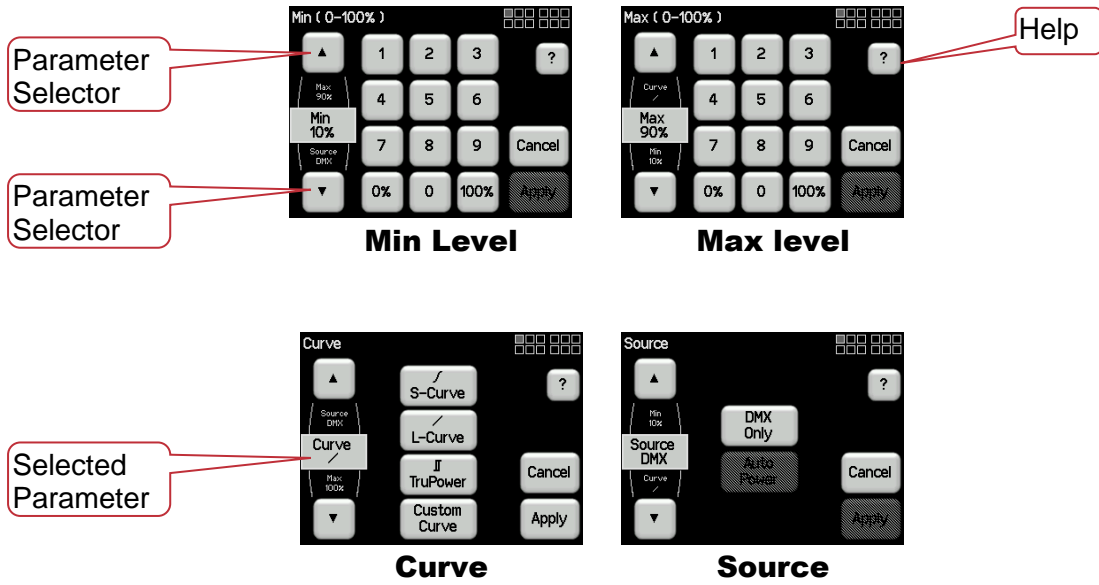 Min ( 0-100% )
▲
1 2 3
?
Max
90%
Min
10%
Source
DMX
4 5 6
7 8 9
Cancel
▼
0% 0 100%
Apply
Min Level
Max ( 0-100% )
▲
1 2 3
?
Curve
/
Max
90%
Min
10%
4 5 6
7 8 9
Cancel
▼
0% 0 100%
Apply
Max level
Parameter
Selector
Parameter
Selector
Help
Curve
▲
S-Curve
?
Source
DMX
Curve
/
Max
100%
L-Curve
TruPower
Cancel
▼
Custom
Curve
Apply
Curve
Selected
Parameter
Source
▲
?
Min
10%
Source
DMX
Curve
/
DMX
Only
Auto
Power
Cancel
▼
Apply
Source